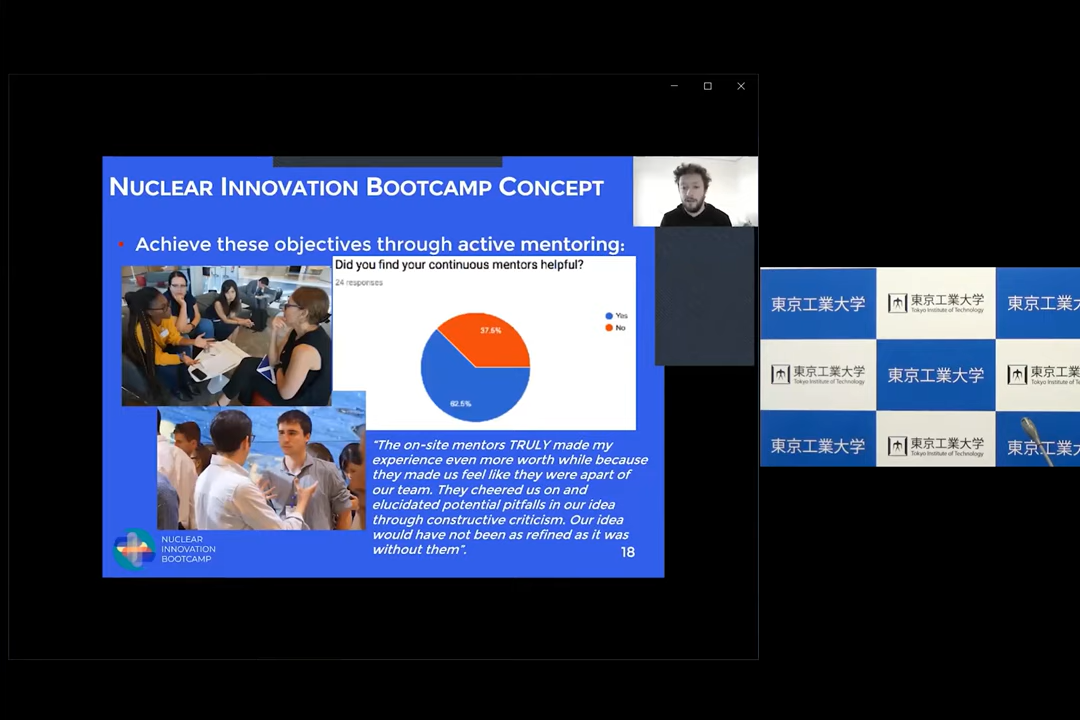 NUCLEAR INNOVATION BOOTCAMP CONCEPT
Achieve these objectives through active mentoring:
Did you find your continuous mentors helpful?
24 responses
37.5%
Yes
No
62.5%
"The on-site mentors TRULY made my
experience even more worth while because
they made us feel like they were apart of
our team. They cheered us on and
elucidated potential pitfalls in our idea
through constructive criticism. Our idea
would have not been as refined as it was
without them".
18
NUCLEAR
INNOVATION
BOOTCAMP
東京工業大学
東京工業大学
Tokyo Institute of Technology
東京工業大
東京工業大学
Tokyo Institute of Technology
東京工業大学
東京工業
Tokyo Institute
東京工業大学
東京工業大学
Tokyo Institute of Technology
東京工業大